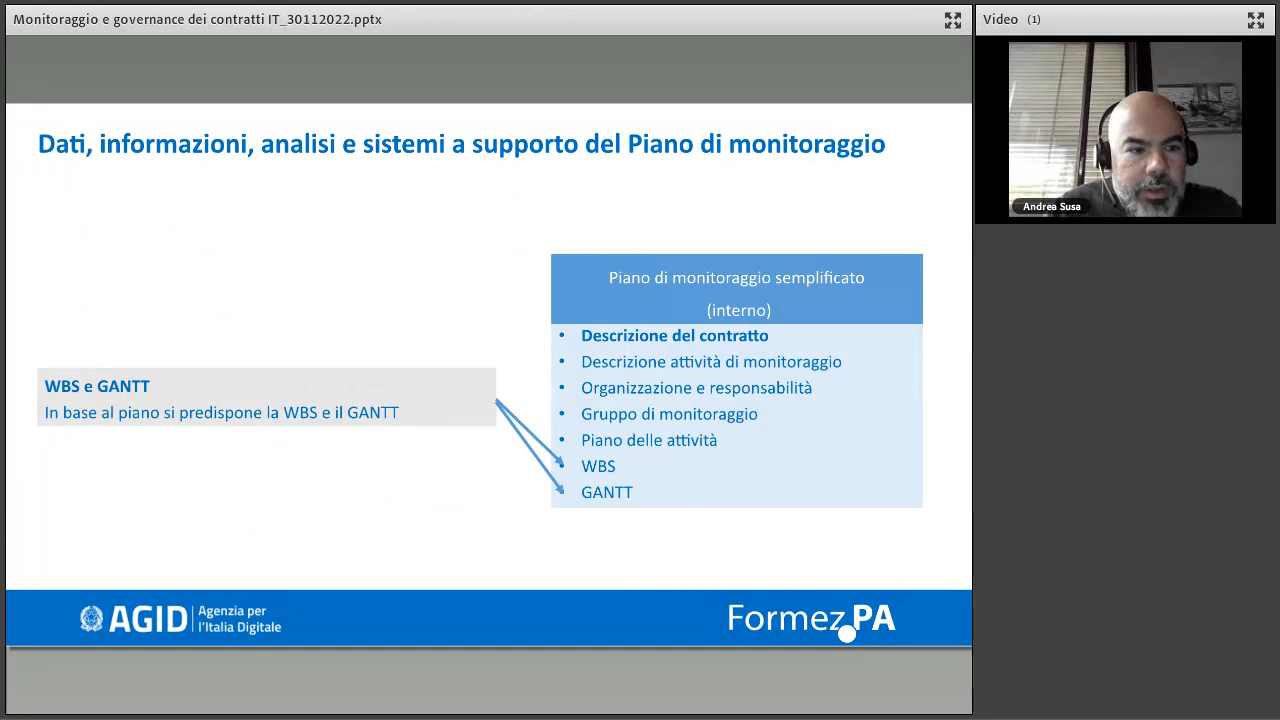 Monitoraggio e governance dei contratti IT_30112022.pptx
Video (1)
Andrea Susa
Dati, informazioni, analisi e sistemi a supporto del Piano di monitoraggio
Piano di monitoraggio semplificato
(interno)
• Descrizione del contratto
• Descrizione attività di monitoraggio
• Organizzazione e responsabilità
• Gruppo di monitoraggio
• Piano delle attività
• WBS
• GANTT
WBS e GANTT
In base al piano si predispone la WBS e il GANTT
AGID
Agenzia per
l'Italia Digitale
Formez PA